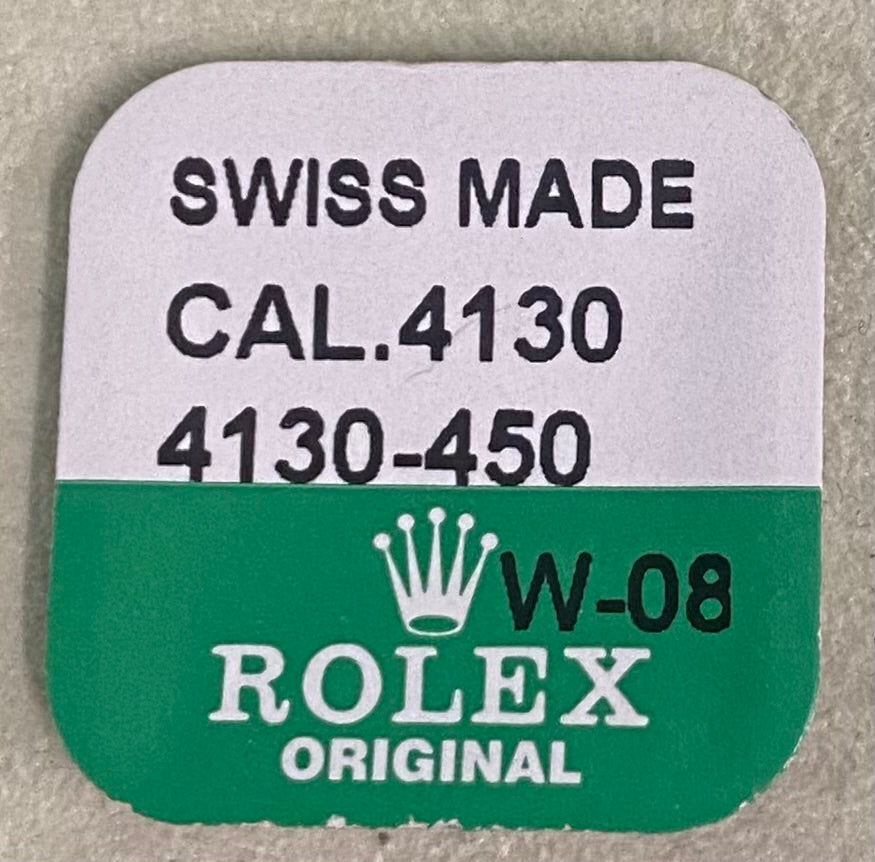 SWISS MADE
CAL.4130
4130-450
W-08
ROLEX
ORIGINAL